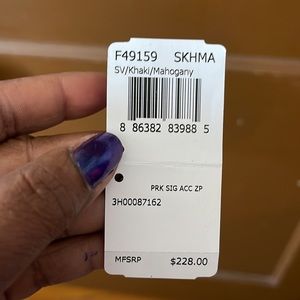 F49159 SKHMA
SV/Khaki/Mahogany
8 86382 83988 5
PRK SIG ACC ZP
3H00087162
MFSRP $228.00